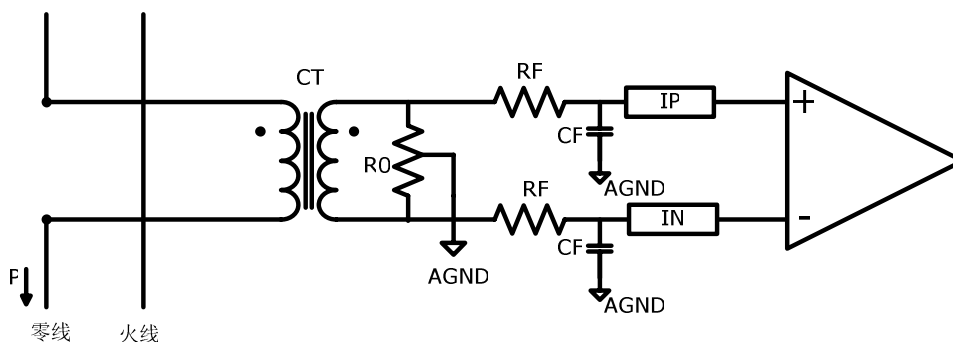 CT
RF
IP
+
CF
R0
AGND
RF
IN
-
CF
AGND
P
AGND
零线
火线